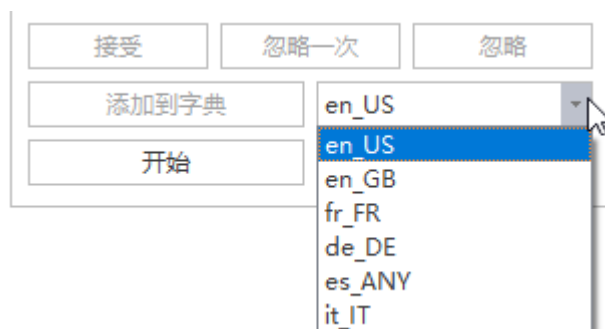 接受 忽略一次 忽略
添加到字典 en_US
开始 en_US
en_GB
fr_FR
de_DE
es_ANY
it_IT